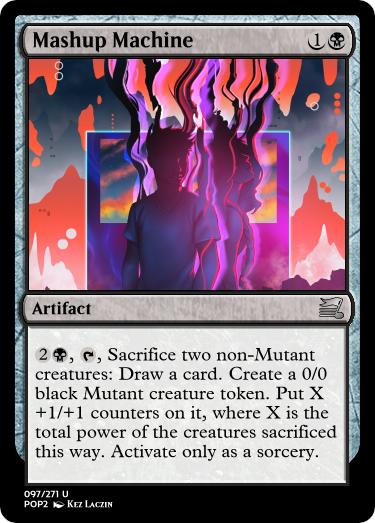 Mashup Machine 1
Artifact
2, , Sacrifice two non-Mutant
creatures: Draw a card. Create a 0/0
black Mutant creature token. Put X
+1/+1 counters on it, where X is the
total power of the creatures sacrificed
this way. Activate only as a sorcery.
097/271 U
POP2 Kez Laczin